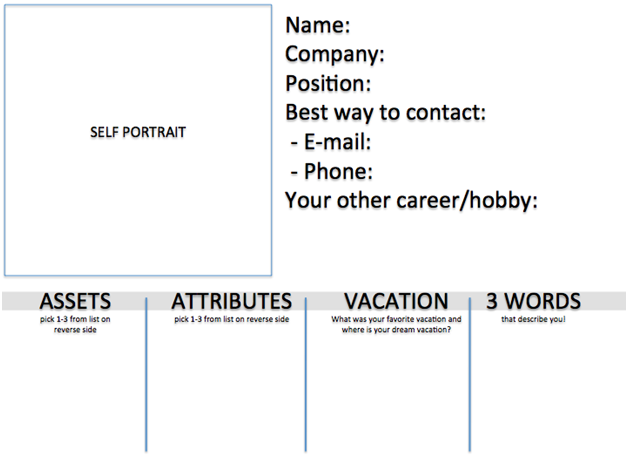 SELF PORTRAIT
Name:
Company:
Position:
Best way to contact:
- E-mail:
- Phone:
Your other career/hobby:
ASSETS
pick 1-3 from list on
reverse side
ATTRIBUTES
pick 1-3 from list on reverse side
VACATION
What was your favorite vacation and
where is your dream vacation?
3 WORDS
that describe you!